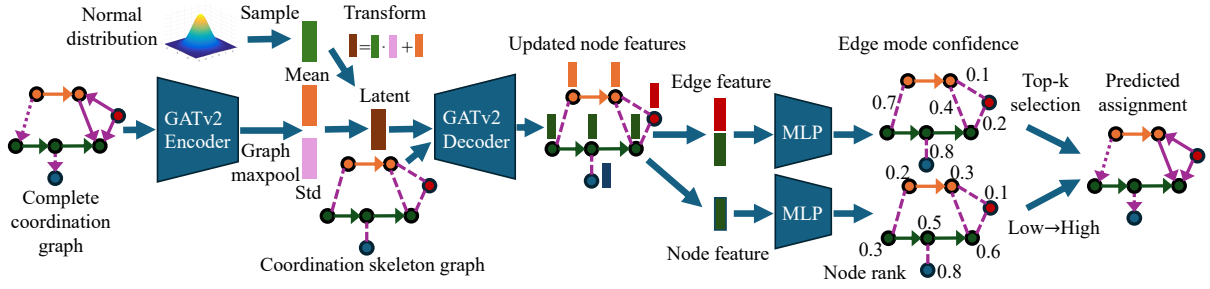 Normal
distribution
Sample
Transform
= · +
Mean
Complete
coordination
graph
GATv2
Encoder
Graph
maxpool
Std
Latent
Coordination skeleton graph
GATv2
Decoder
Updated node features
Edge feature
MLP
Node feature
MLP
Edge mode confidence
0.1
0.7
0.4
0.2
0.8
0.2
0.3
0.1
0.5
0.3
0.6
0.8
Node rank
Top-k
selection
Low→High
Predicted
assignment